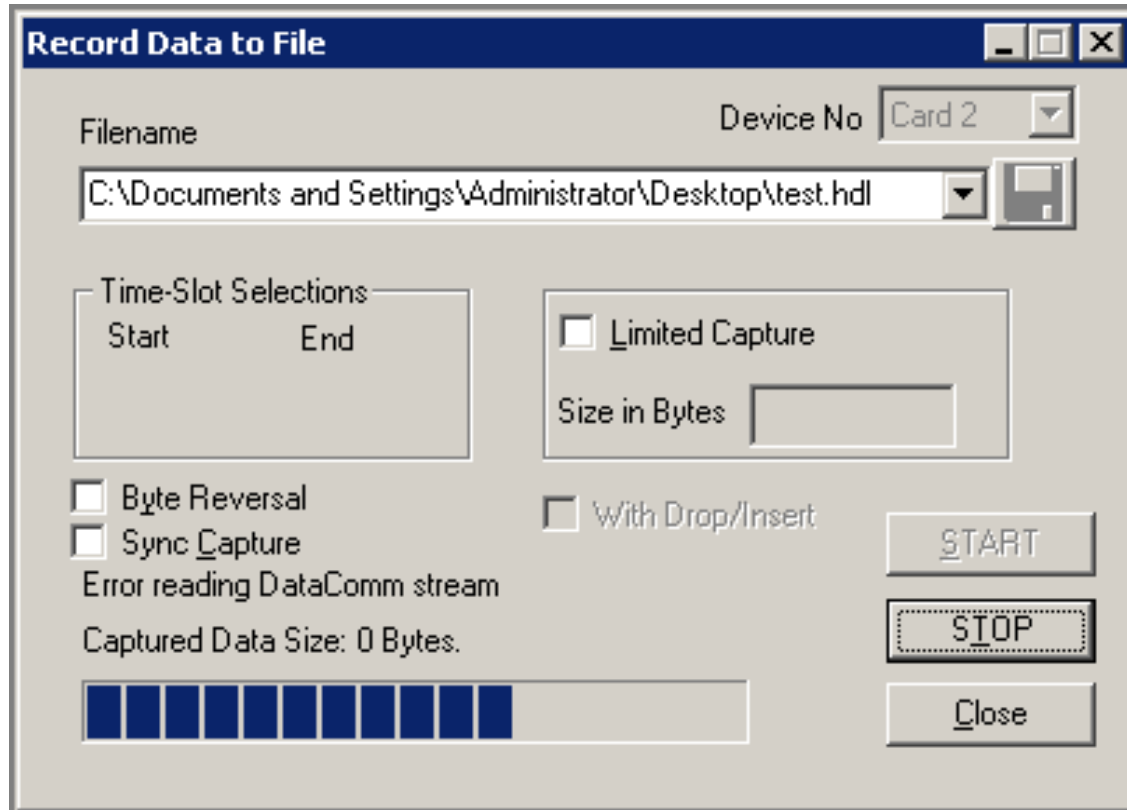 Record Data to File
Device No Card 2
Filename
C:\Documents and Settings\Administrator\Desktop\test.hdl
Time-Slot Selections
Start End
Limited Capture
Size in Bytes
Byte Reversal
With Drop/Insert
Sync Capture
START
Error reading DataComm stream
STOP
Captured Data Size: 0 Bytes.
Close